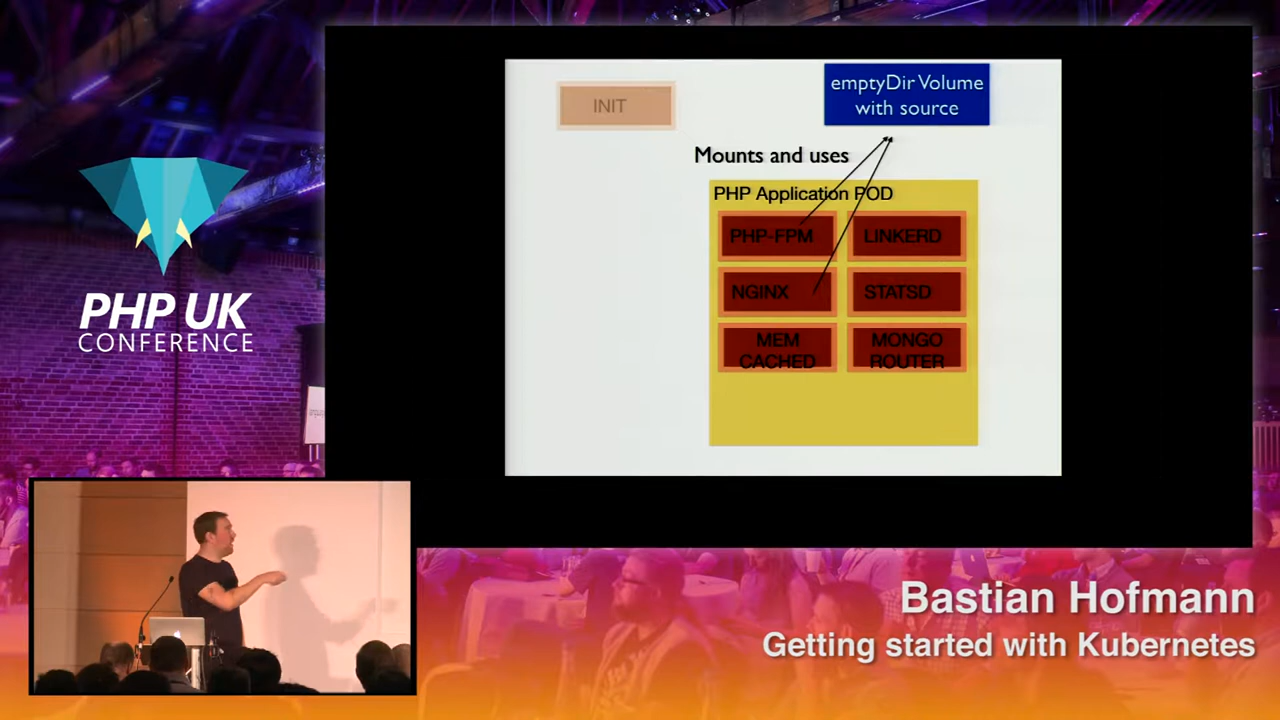 INIT
emptyDir Volume
with source
Mounts and uses
PHP Application POD
PHP-FPM
LINKERD
NGINX
STATSD
MEM
CACHED
MONGO
ROUTER
PHP UK
CONFERENCE
Bastian Hofmann
Getting started with Kubernetes